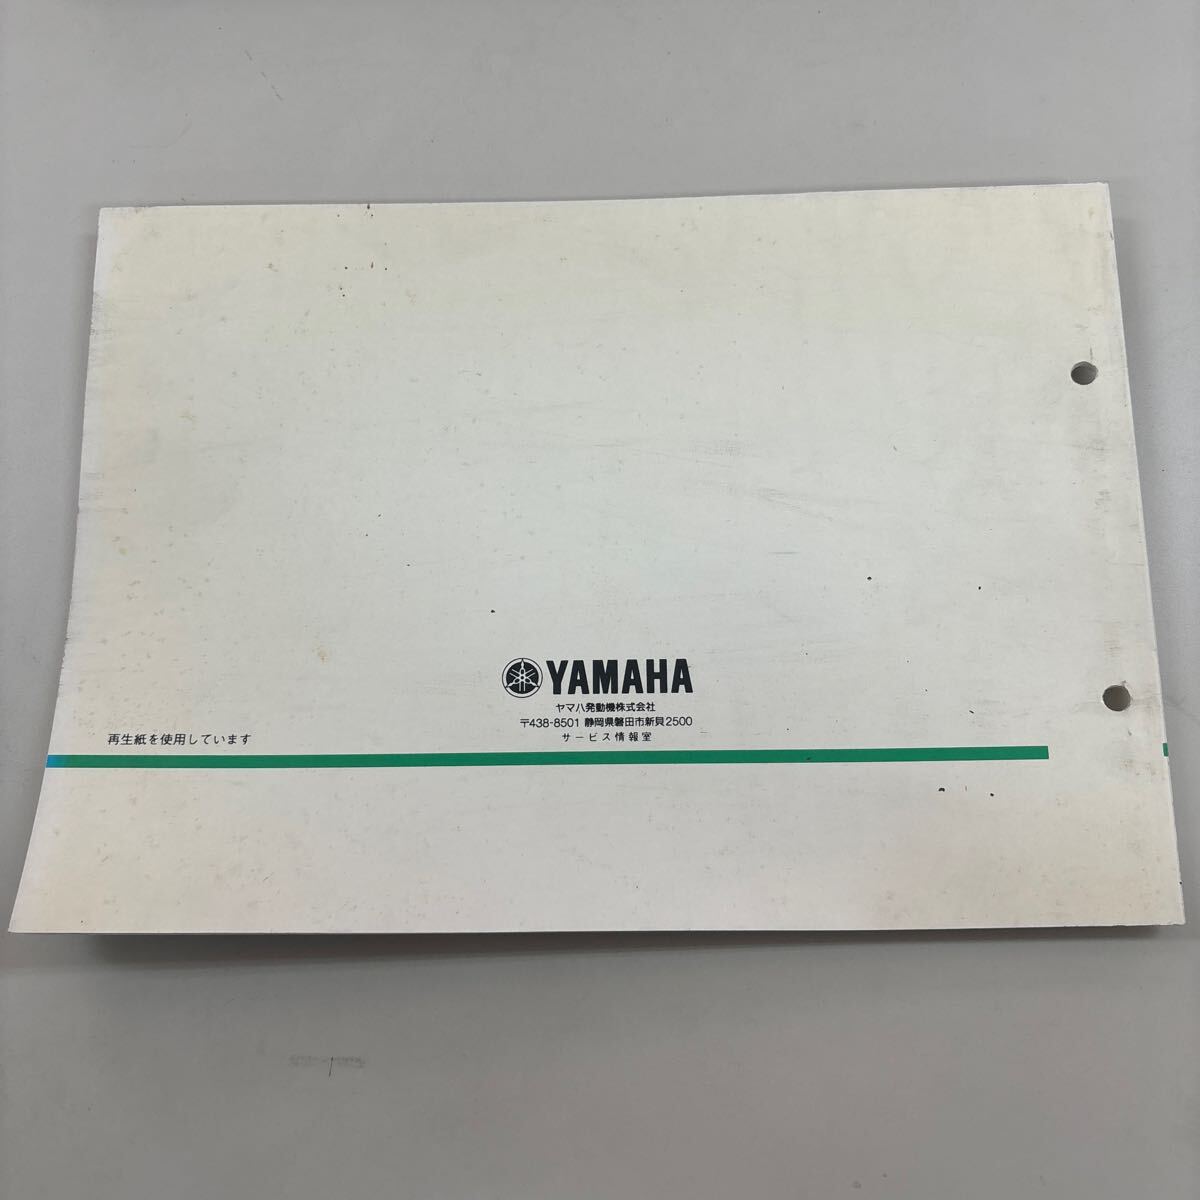 YAMAHA
ヤマハ発動機株式会社
〒438-8501 静岡県磐田市新貝2500
サービス情報室
再生紙を使用しています